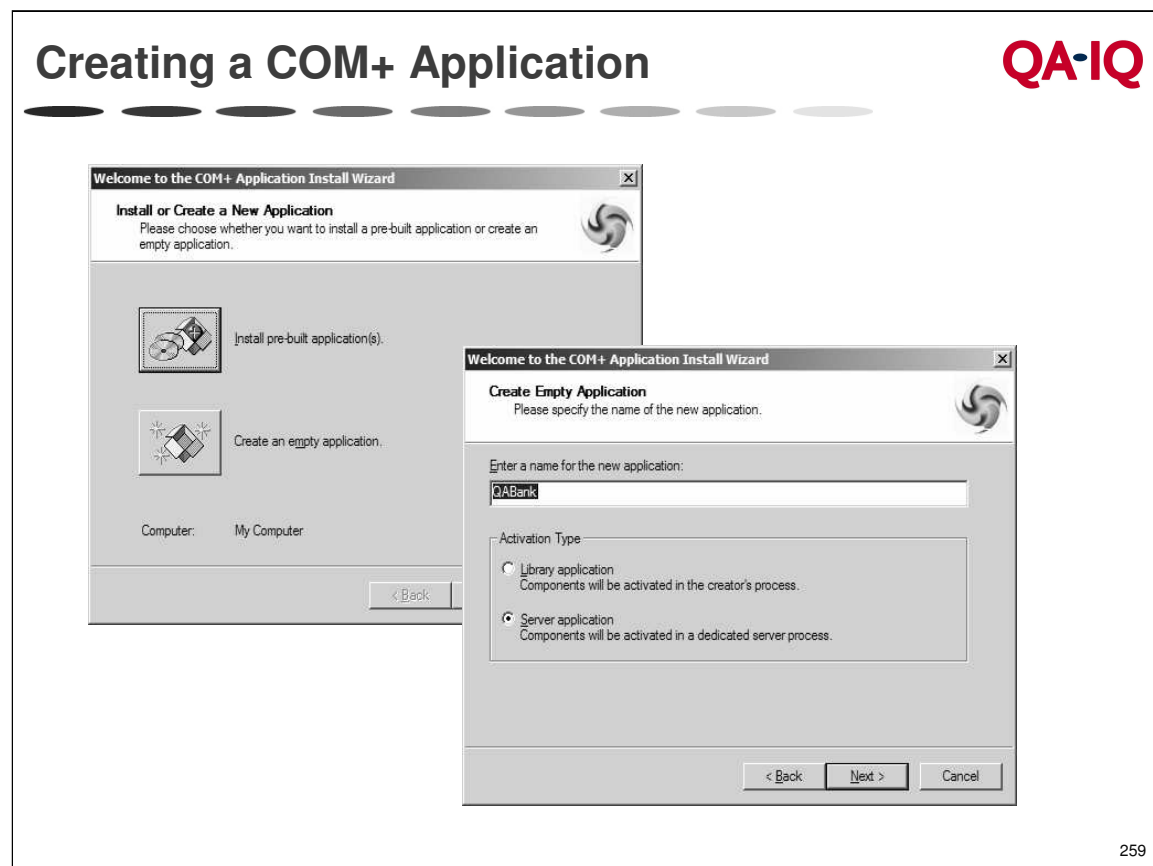 Creating a COM+ Application
QA-IQ
Welcome to the COM+ Application Install Wizard
Install or Create a New Application
Please choose whether you want to install a pre-built application or create an
empty application.
Install pre-built application(s).
Create an empty application.
Computer: My Computer
< Back
Welcome to the COM+ Application Install Wizard
Create Empty Application
Please specify the name of the new application.
Enter a name for the new application:
QABank
Activation Type
Library application
Components will be activated in the creator's process.
Server application
Components will be activated in a dedicated server process.
< Back Next > Cancel
259